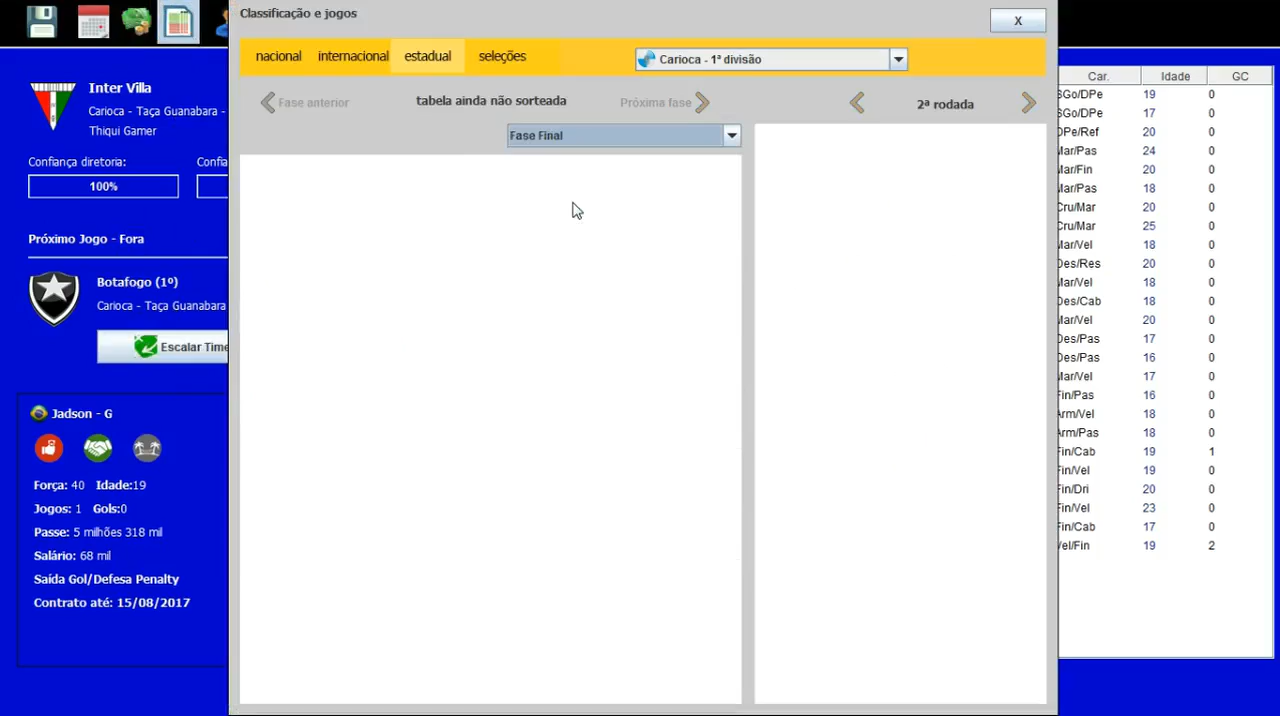 Classificação e jogos
X
nacional internacional estadual seleções
Carioca - 1ª divisão
Fase anterior
tabela ainda não sorteada
Próxima fase
2ª rodada
Fase Final
Inter Villa
Carioca - Taça Guanabara -
Thiqui Gamer
Confiança diretoria:
Confia
100%
Próximo Jogo - Fora
Botafogo (1º)
Carioca - Taça Guanabara
Escalar Time
Jadson - G
Força: 40 Idade:19
Jogos: 1 Gols:0
Passe: 5 milhões 318 mil
Salário: 68 mil
Saída Gol/Defesa Penalty
Contrato até: 15/08/2017
Car. Idade GC
SGo/DPe 19 0
SGo/DPe 17 0
DPe/Ref 20 0
Mar/Pas 24 0
Mar/Fin 20 0
Mar/Pas 18 0
Cru/Mar 20 0
Cru/Mar 25 0
Mar/Vel 18 0
Des/Res 20 0
Mar/Vel 18 0
Des/Cab 18 0
Mar/Vel 20 0
Des/Pas 17 0
Des/Pas 16 0
Mar/Vel 17 0
Fin/Pas 16 0
Arm/Vel 18 0
Arm/Pas 18 0
Fin/Cab 19 1
Fin/Vel 19 0
Fin/Dri 20 0
Fin/Vel 23 0
Fin/Cab 17 0
Vel/Fin 19 2